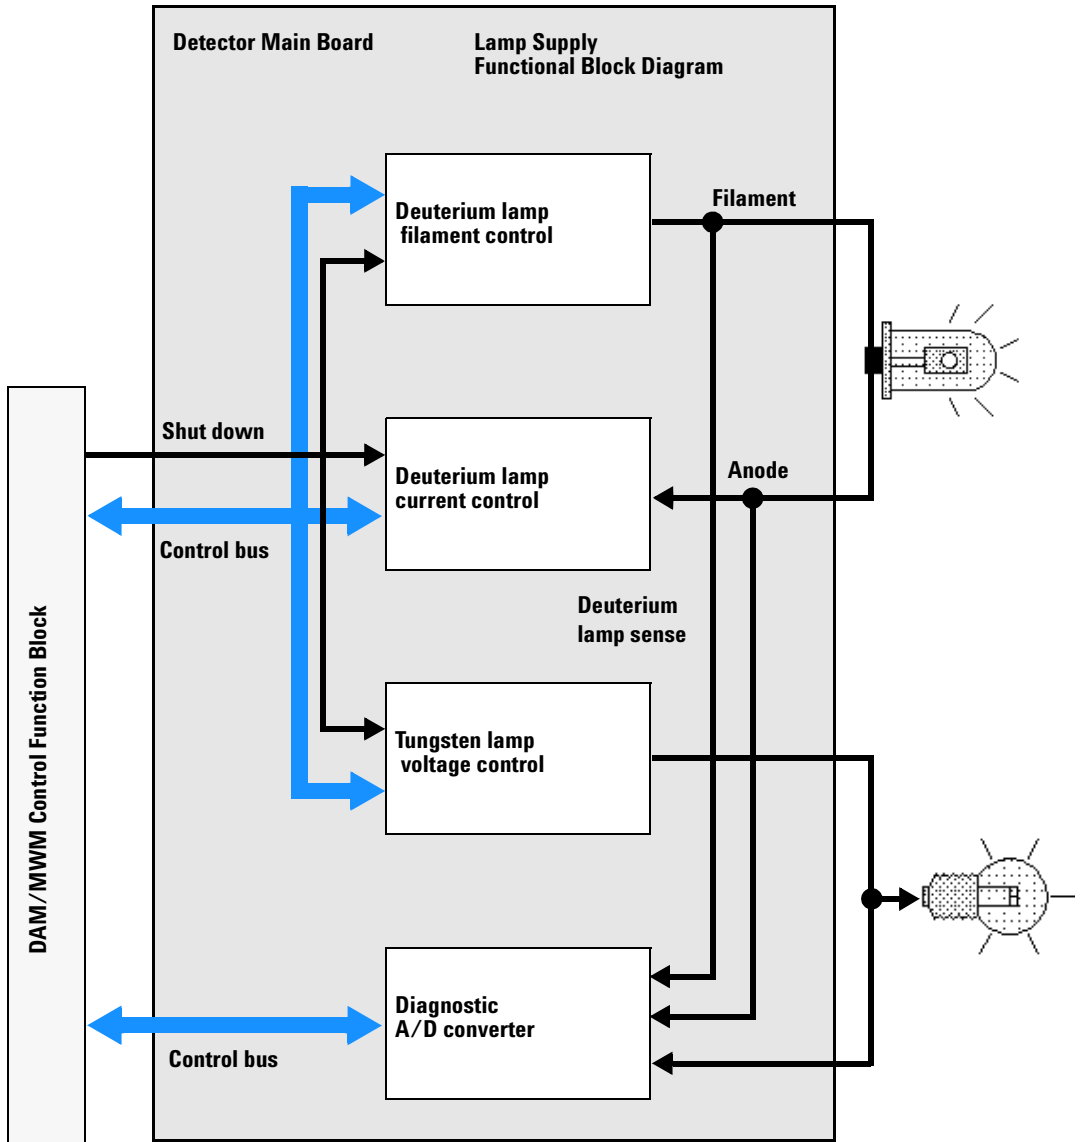 Detector Main Board
Lamp Supply
Functional Block Diagram
Deuterium lamp
filament control
Filament
Shut down
Deuterium lamp
current control
Anode
Control bus
Deuterium
lamp sense
Tungsten lamp
voltage control
DAM/MWM Control Function Block
Diagnostic
A/D converter
Control bus